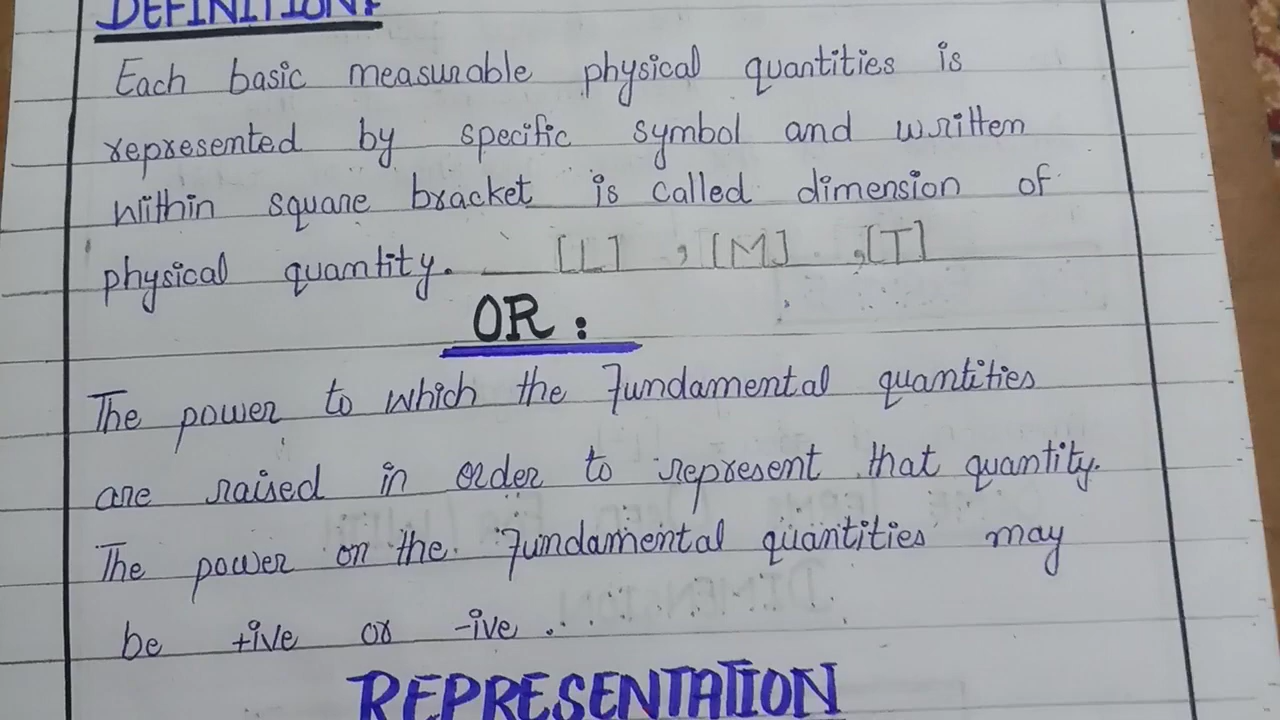 DEFINITION:
Each basic measurable physical quantities is
represented by specific symbol and written
within square bracket is called dimension of
physical quantity. [L] , [M] , [T]
OR :
The power to which the fundamental quantities
are raised in order to represent that quantity.
The power on the fundamental quantities may
be +ive or -ive .
REPRESENTATION